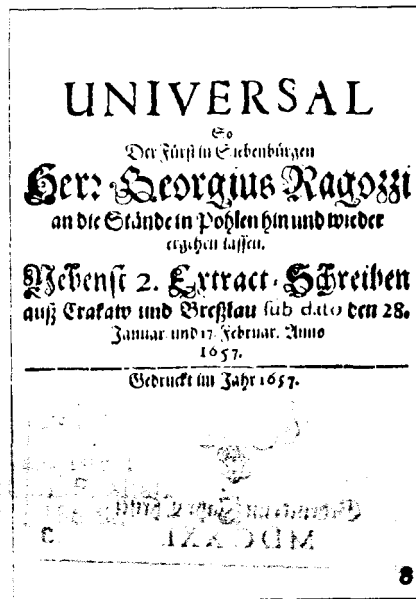 UNIVERSAL
So
Der Fürst in Siebenbürgen
Herr Georgius Ragozzi
an die Stände in Pohlen hin und wieder
ergehen lassen.
Nebenst 2. Extract-Schreiben
auß Crakaw und Breßlau sub dato den 28.
Januar. und 17. Februar. Anno
1657.
Gedruckt im Jahr 1657.
8